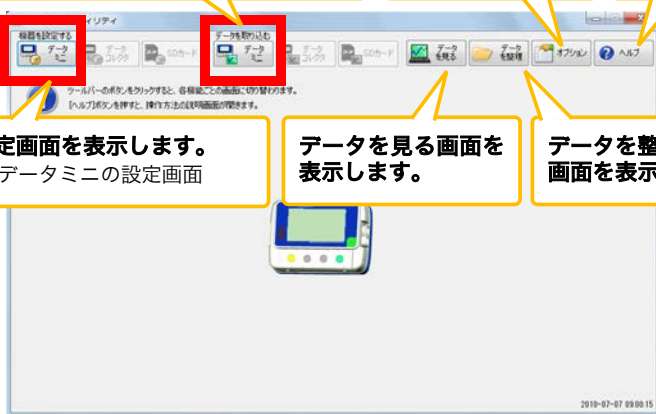 ィリティ
機器を設定する
データを取り込む
データ
ミニ
データ
コレクタ
SDカード
データ
ミニ
データ
コレクタ
SDカード
データ
を見る
データ
を整理
オプション
ヘルプ
ツールバーのボタンをクリックすると、各機能ごとの画面に切り替わります。
[ヘルプ]ボタンを押すと、操作方法の説明画面が開きます。
定画面を表示します。
データミニの設定画面
データを見る画面を
表示します。
データを整
画面を表示
2010-07-07 09:00:15